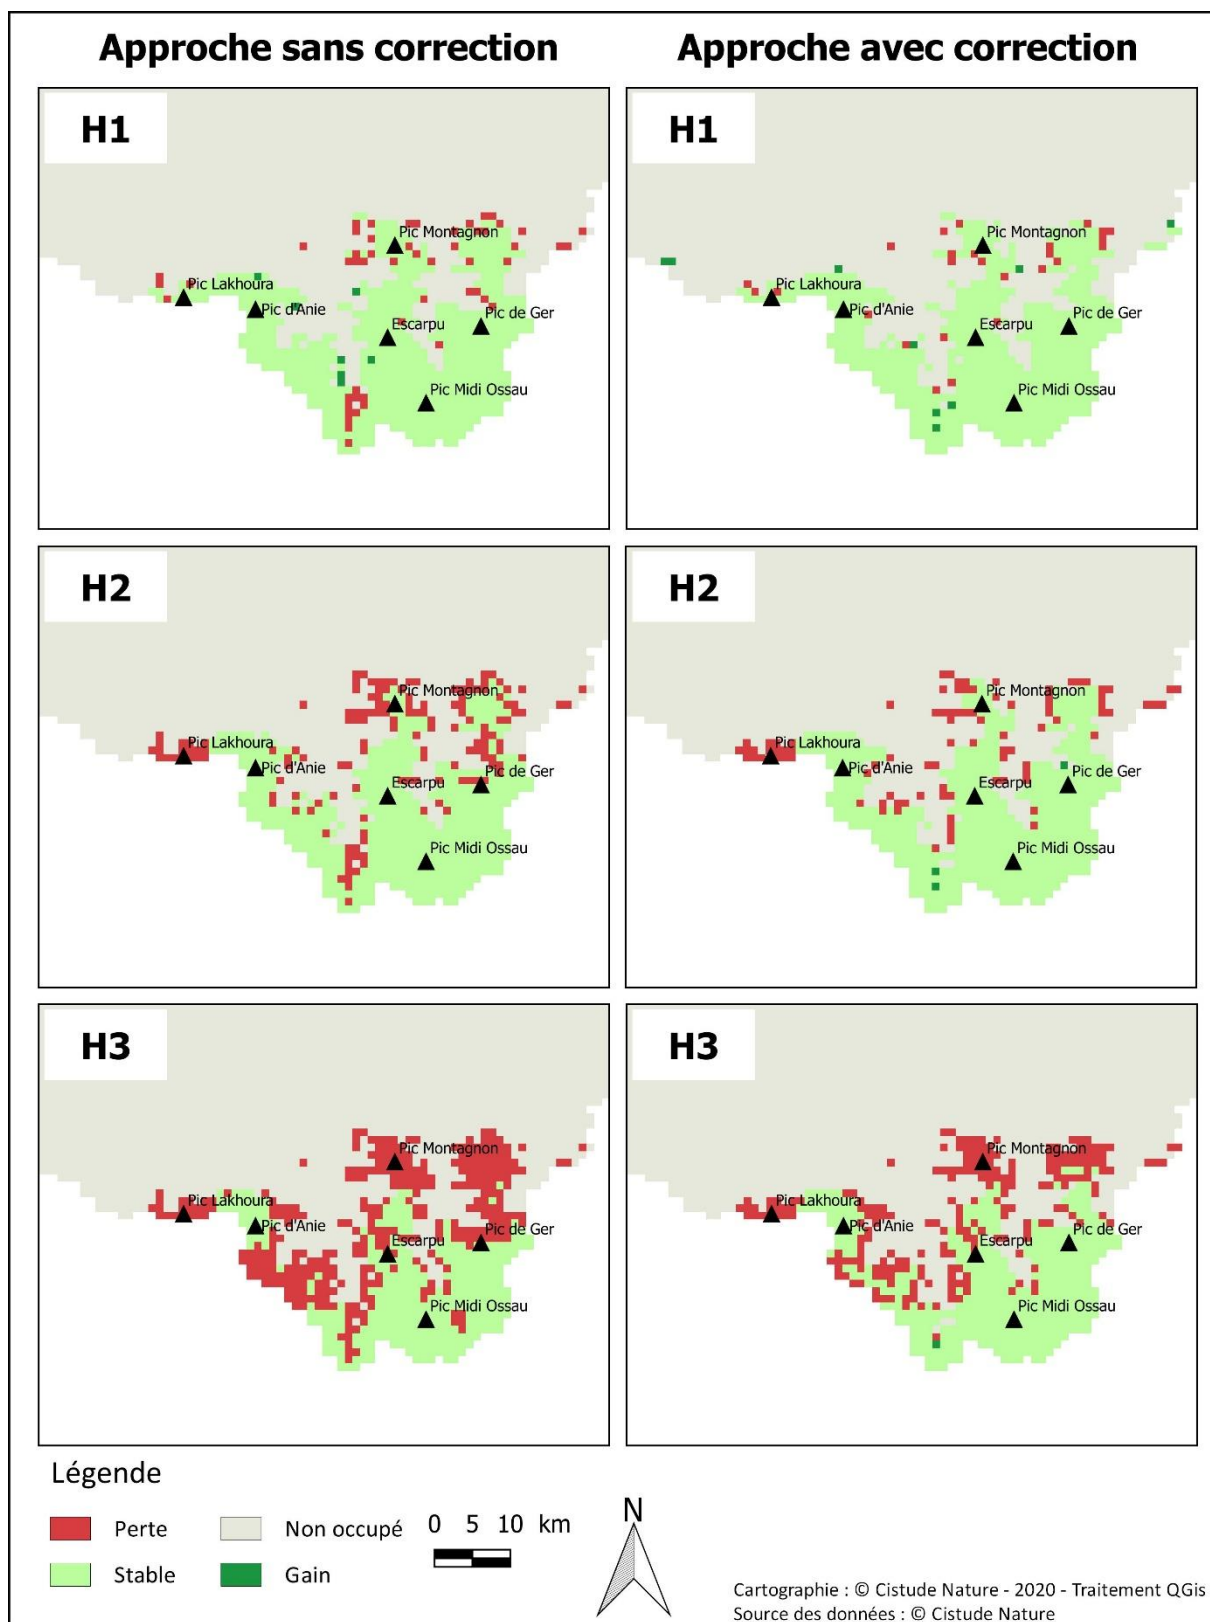 Approche sans correction
Approche avec correction
H1
Pic Montagnon
Pic Lakhoura
Pic d'Anie
Escarpu
Pic de Ger
Pic Midi Ossau
H1
Pic Montagnon
Pic Lakhoura
Pic d'Anie
Escarpu
Pic de Ger
Pic Midi Ossau
H2
Pic Montagnon
Pic Lakhoura
Pic d'Anie
Escarpu
Pic de Ger
Pic Midi Ossau
H2
Pic Montagnon
Pic Lakhoura
Pic d'Anie
Escarpu
Pic de Ger
Pic Midi Ossau
H3
Pic Montagnon
Pic Lakhoura
Pic d'Anie
Escarpu
Pic de Ger
Pic Midi Ossau
H3
Pic Montagnon
Pic Lakhoura
Pic d'Anie
Escarpu
Pic de Ger
Pic Midi Ossau
Légende
Perte
Non occupé
Stable
Gain
0 5 10 km
N
Cartographie : © Cistude Nature - 2020 - Traitement QGis
Source des données : © Cistude Nature